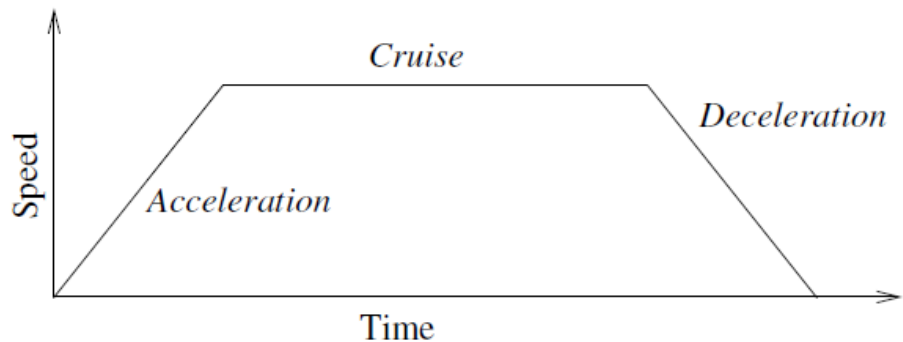 Cruise
Deceleration
Speed
Acceleration
Time